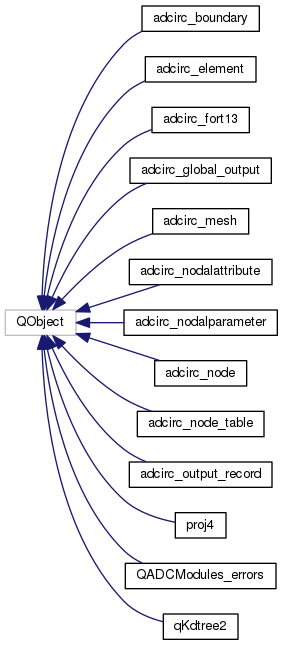 adcirc_boundary
adcirc_element
adcirc_fort13
adcirc_global_output
adcirc_mesh
adcirc_nodalattribute
QObject
adcirc_nodalparameter
adcirc_node
adcirc_node_table
adcirc_output_record
proj4
QADCModules_errors
qKdtree2